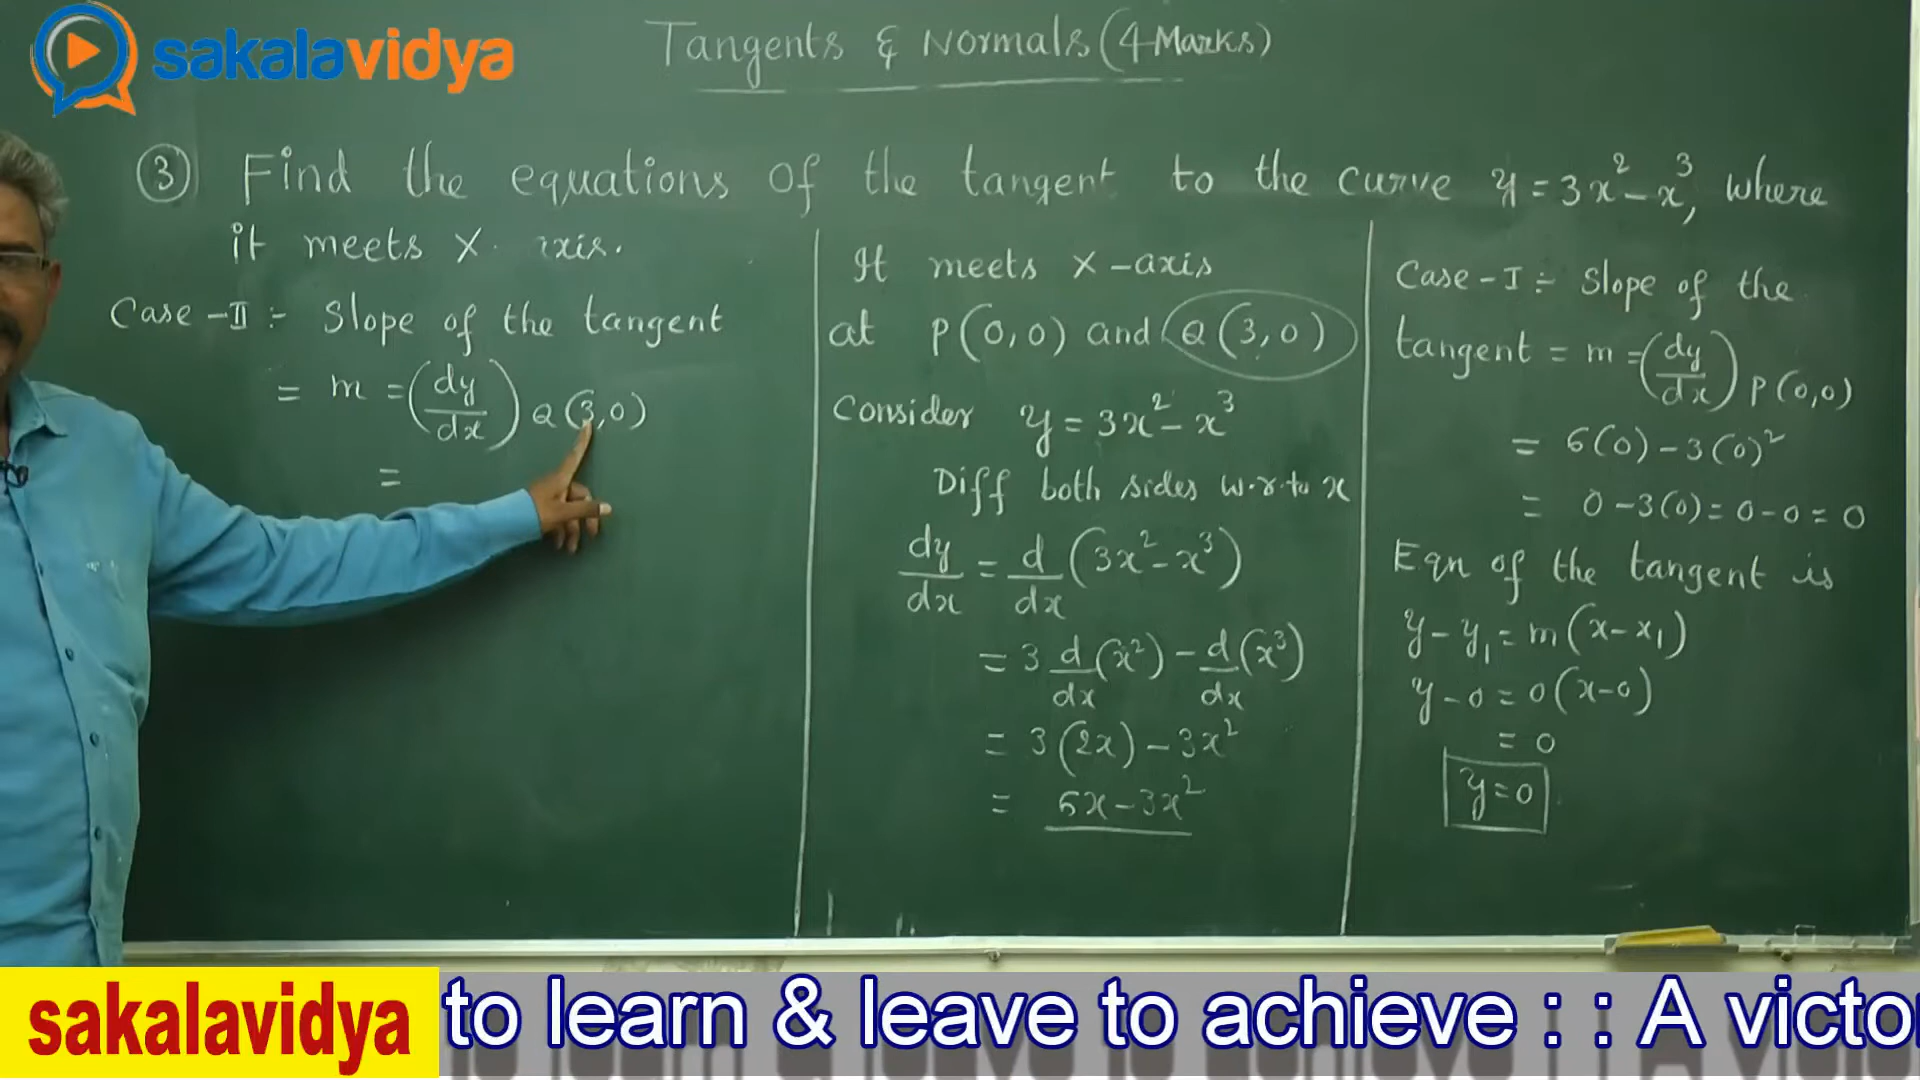 sakalavidya
Tangents & Normals (4 Marks)
③ Find the equations of the tangent to the curve y = 3x² - x³, where
it meets X- axis.
Case-II :- Slope of the tangent
= m = (dy/dx) Q(3,0)
=
It meets X-axis
at P(0,0) and Q(3,0)
Consider y = 3x² - x³
Diff both sides w.r.to x
dy/dx = d/dx (3x² - x³)
= 3 d/dx (x²) - d/dx (x³)
= 3(2x) - 3x²
= 6x - 3x²
Case-I :- Slope of the
tangent = m = (dy/dx) P(0,0)
= 6(0) - 3(0)²
= 0 - 3(0) = 0 - 0 = 0
Eqn of the tangent is
y - y₁ = m(x - x₁)
y - 0 = 0(x - 0)
= 0
y = 0
sakalavidya to learn & leave to achieve : : A victo